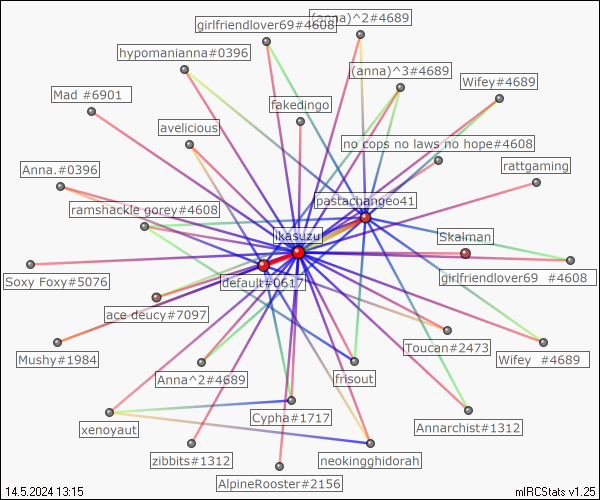 (anna)^2#4689
girlfriendlover69#4608
hypomanianna#0396
(anna)^3#4689
Wifey#4689
Mad #6901
fakedingo
avelicious
no cops no laws no hope#4608
Anna.#0396
rattgaming
pastachangeo41
ramshackle gorey#4608
ikasuzu
Skalman
Soxy Foxy#5076
default#0617
girlfriendlover69 #4608
ace deucy#7097
Toucan#2473
Mushy#1984
Wifey #4689
Anna^2#4689
frisout
Cypha#1717
xenoyaut
Annarchist#1312
zibbits#1312
neokingghidorah
AlpineRooster#2156
14.5.2024 13:15
mIRCStats v1.25